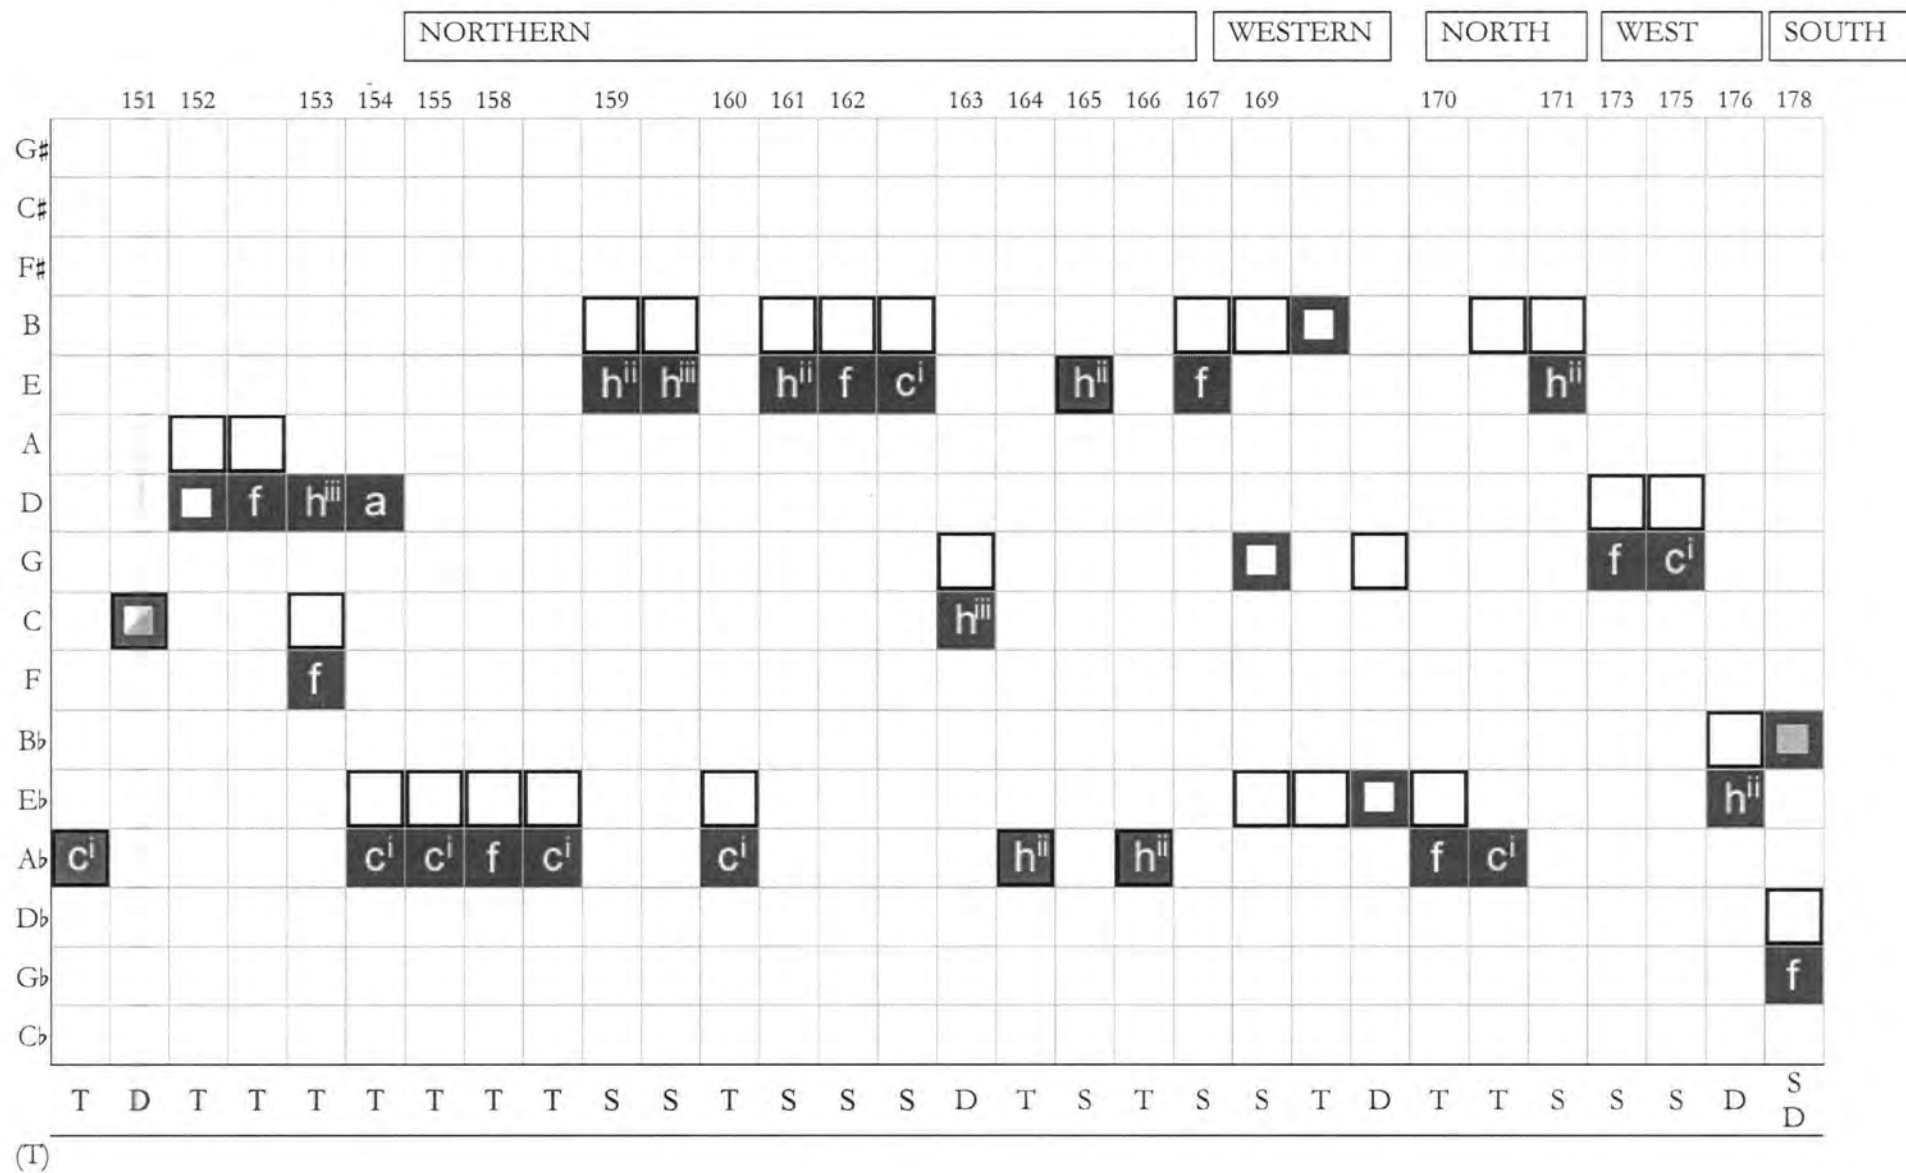 NORTHERN WESTERN NORTH WEST SOUTH
151 152 153 154 155 158 159 160 161 162 163 164 165 166 167 169 170 171 173 175 176 178
G♯
C♯
F♯
B
E hⁱⁱ hⁱⁱⁱ hⁱⁱ f cⁱ hⁱⁱ f hⁱⁱ
A
D f hⁱⁱⁱ a
G f cⁱ
C hⁱⁱⁱ
F f
B♭
E♭ hⁱⁱ
A♭ cⁱ cⁱ cⁱ f cⁱ cⁱ hⁱⁱ hⁱⁱ f cⁱ
D♭
G♭ f
C♭
T D T T T T T T T S S T S S S D T S T S S T D T T S S S D S
D
(T)